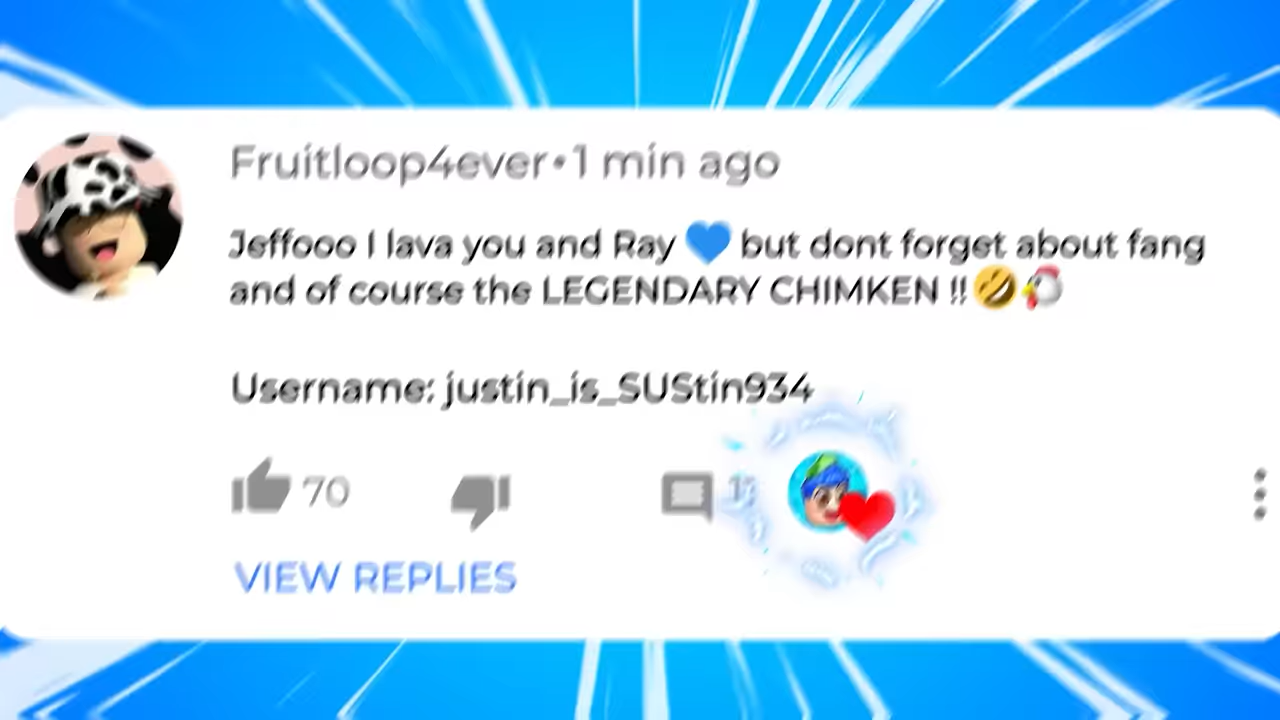 Fruitloop4ever•1 min ago
Jeffooo I lava you and Ray 💙 but dont forget about fang
and of course the LEGENDARY CHIMKEN !!🤣🐔
Username: justin_is_SUStin934
70
VIEW REPLIES